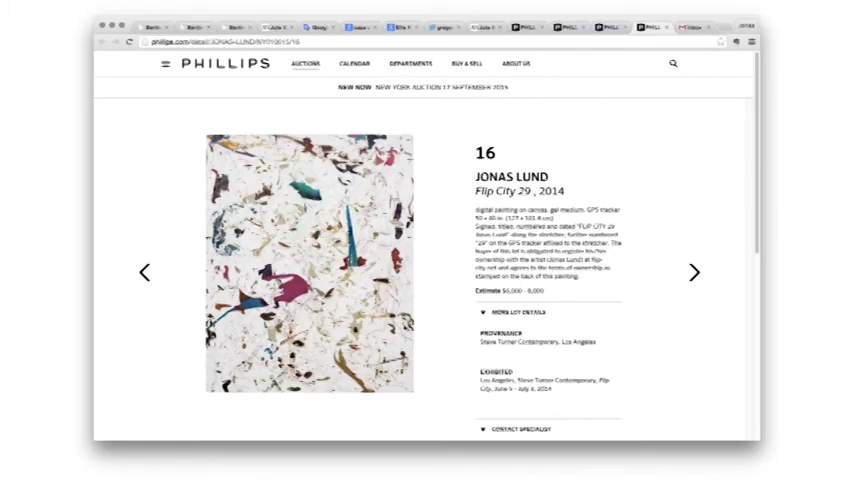 phillips.com/detail/JONAS-LUND/NY010515/16
PHILLIPS
AUCTIONS
CALENDAR
DEPARTMENTS
BUY & SELL
ABOUT US
NEW NOW NEW YORK AUCTION 17 SEPTEMBER 2015
16
JONAS LUND
Flip City 29 , 2014
digital painting on canvas, gel medium, GPS tracker
50 x 40 in. (127 x 101.6 cm)
Signed, titled, numbered and dated "FLIP CITY 29
Jonas Lund" along the stretcher; further numbered
"29" on the GPS tracker affixed to the stretcher. The
buyer of this lot is obligated to register his/her
ownership with the artist (Jonas Lund) at flip-
city.net and agrees to the terms of ownership as
stamped on the back of this painting.
Estimate $6,000 - 8,000
MORE LOT DETAILS
PROVENANCE
Steve Turner Contemporary, Los Angeles
EXHIBITED
Los Angeles, Steve Turner Contemporary, Flip
City, June 5 - July 3, 2014
CONTACT SPECIALIST